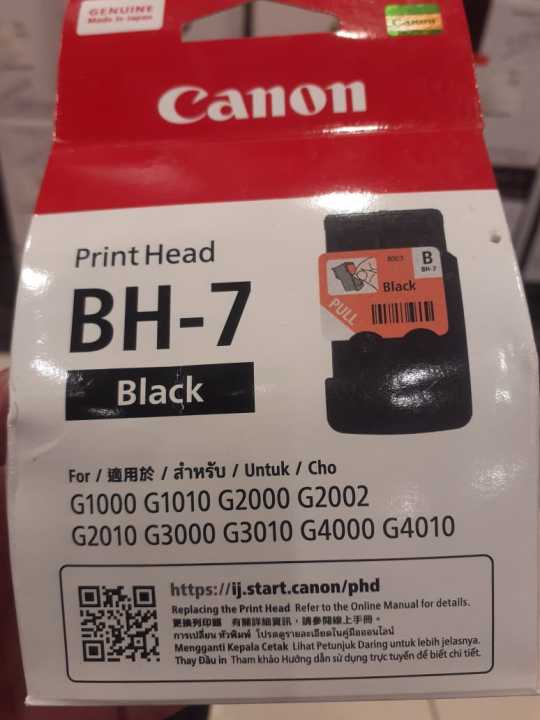 GENUINE
Made in Japan
Canon
Canon
Print Head
BH-7
Black
B
BH-7
Black
PULL
For / 適用於 / สำหรับ / Untuk / Cho
G1000 G1010 G2000 G2002
G2010 G3000 G3010 G4000 G4010
https://ij.start.canon/phd
Replacing the Print Head Refer to the Online Manual for details.
更換列印頭 有關詳細資訊，請參閱線上手冊。
การเปลี่ยน หัวพิมพ์ โปรดดูรายละเอียดในคู่มือออนไลน์
Mengganti Kepala Cetak Lihat Petunjuk Daring untuk lebih jelasnya.
Thay Đầu in Tham khảo Hướng dẫn sử dụng trực tuyến để biết chi tiết.